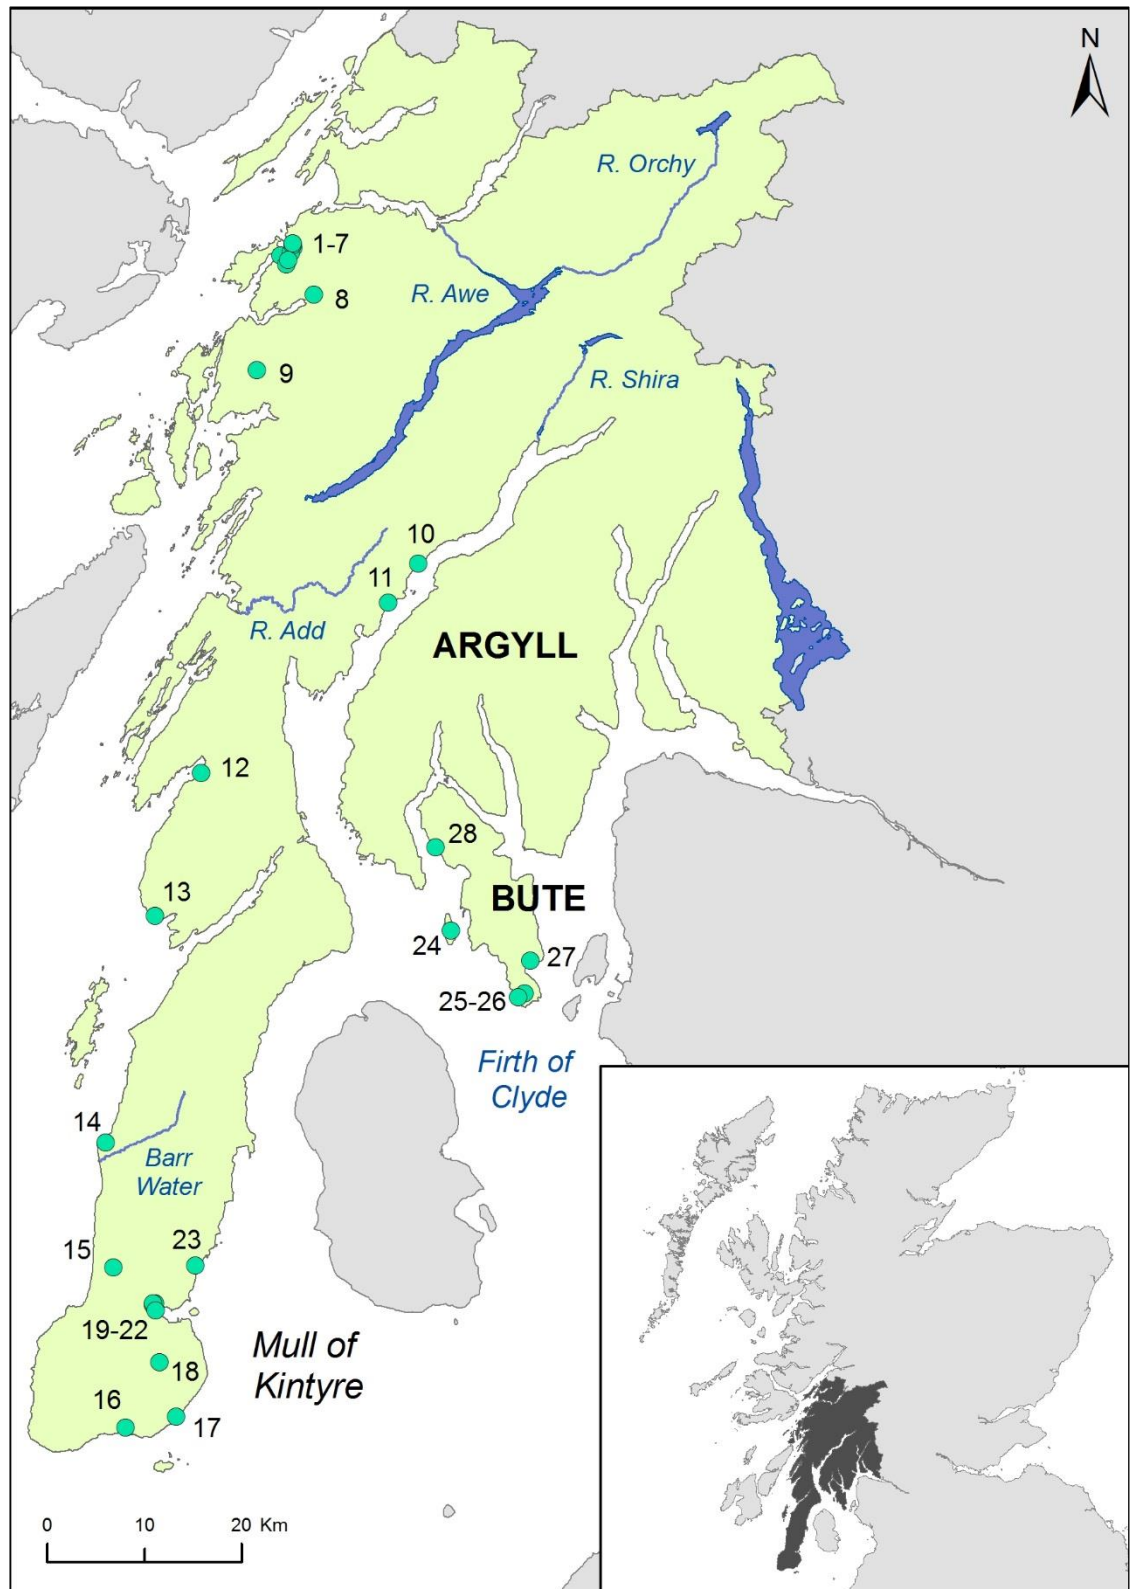 N
R. Orchy
1-7
R. Awe
8
R. Shira
9
10
11
R. Add
ARGYLL
12
28
BUTE
13
24
27
25-26
Firth of
Clyde
14
Barr
Water
15
23
19-22
Mull of
Kintyre
18
16
17
0 10 20 Km